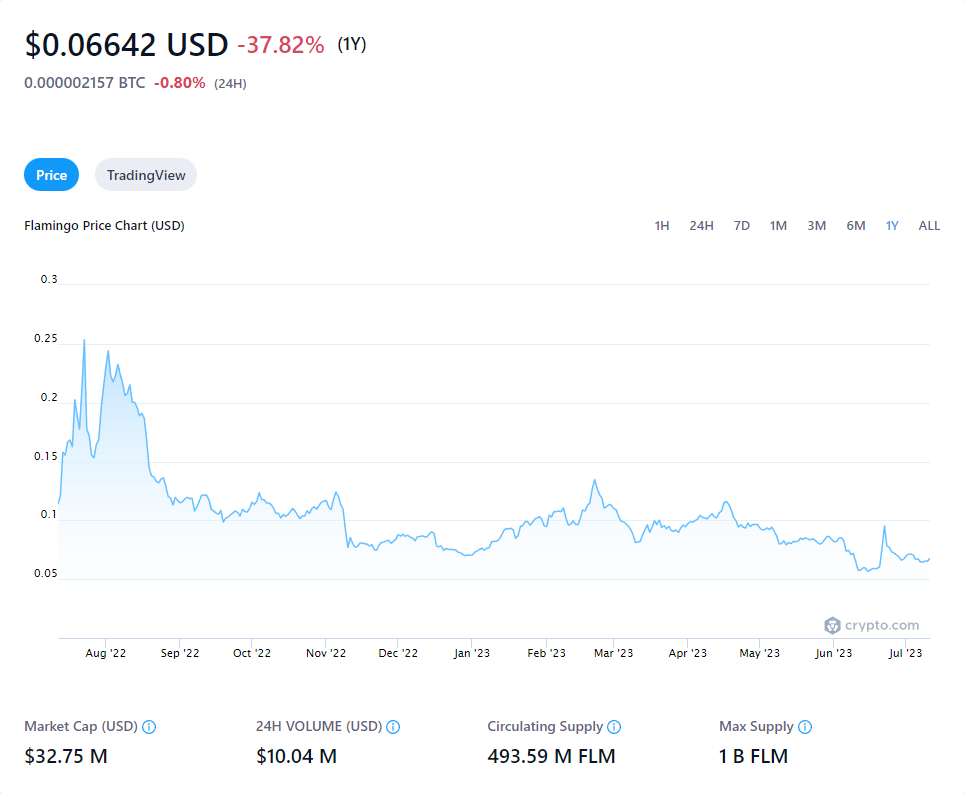 $0.06642 USD -37.82% (1Y)
0.000002157 BTC -0.80% (24H)
Price TradingView
Flamingo Price Chart (USD) 1H 24H 7D 1M 3M 6M 1Y ALL
0.3
0.25
0.2
0.15
0.1
0.05
crypto.com
Aug '22 Sep '22 Oct '22 Nov '22 Dec '22 Jan '23 Feb '23 Mar '23 Apr '23 May '23 Jun '23 Jul '23
Market Cap (USD) 24H VOLUME (USD) Circulating Supply Max Supply
$32.75 M $10.04 M 493.59 M FLM 1 B FLM